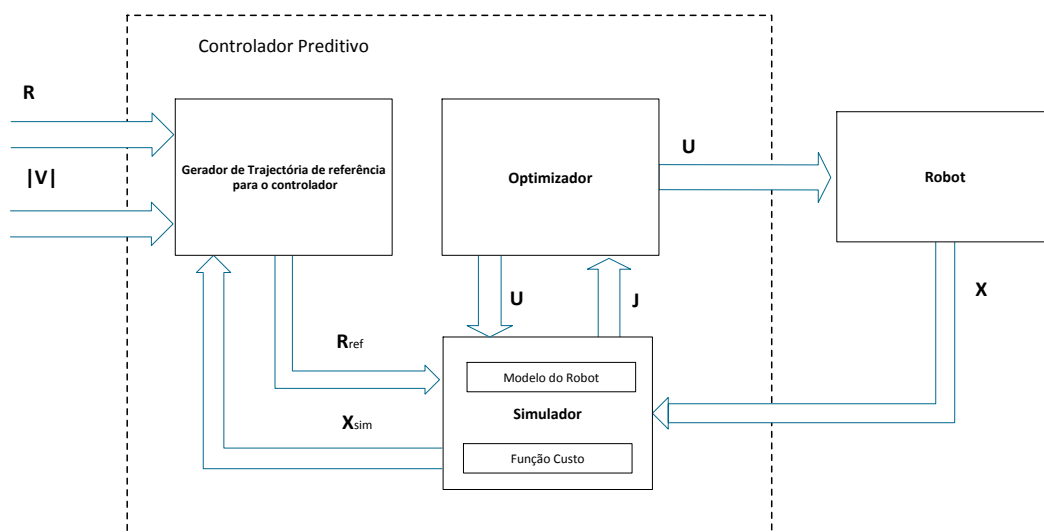 Controlador Preditivo
R
|V|
Gerador de Trajectória de referência
para o controlador
Optimizador
U
Robot
U
J
X
Rref
Modelo do Robot
Simulador
Xsim
Função Custo